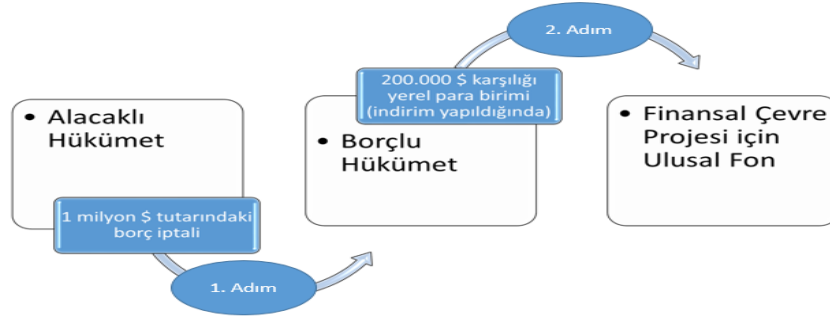 • Alacaklı
Hükümet
1 milyon $ tutarındaki
borç iptali
1. Adım
200.000 $ karşılığı
yerel para birimi
(indirim yapıldığında)
• Borçlu
Hükümet
2. Adım
• Finansal Çevre
Projesi için
Ulusal Fon